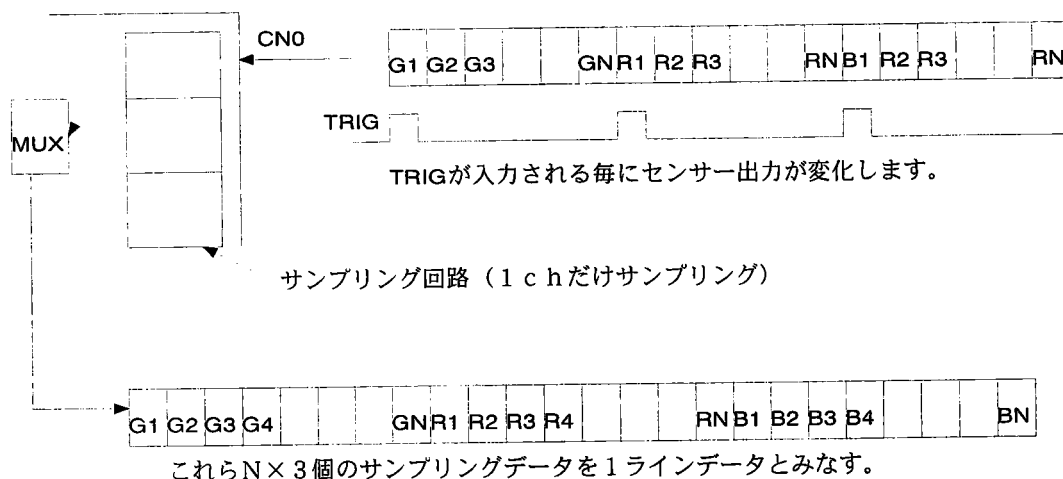 CN0
G1 G2 G3 GN R1 R2 R3 RN B1 R2 R3 RN
MUX
TRIG
TRIGが入力される毎にセンサー出力が変化します。
サンプリング回路（１ｃｈだけサンプリング）
G1 G2 G3 G4 GN R1 R2 R3 R4 RN B1 B2 B3 B4 BN
これらN×３個のサンプリングデータを１ラインデータとみなす。